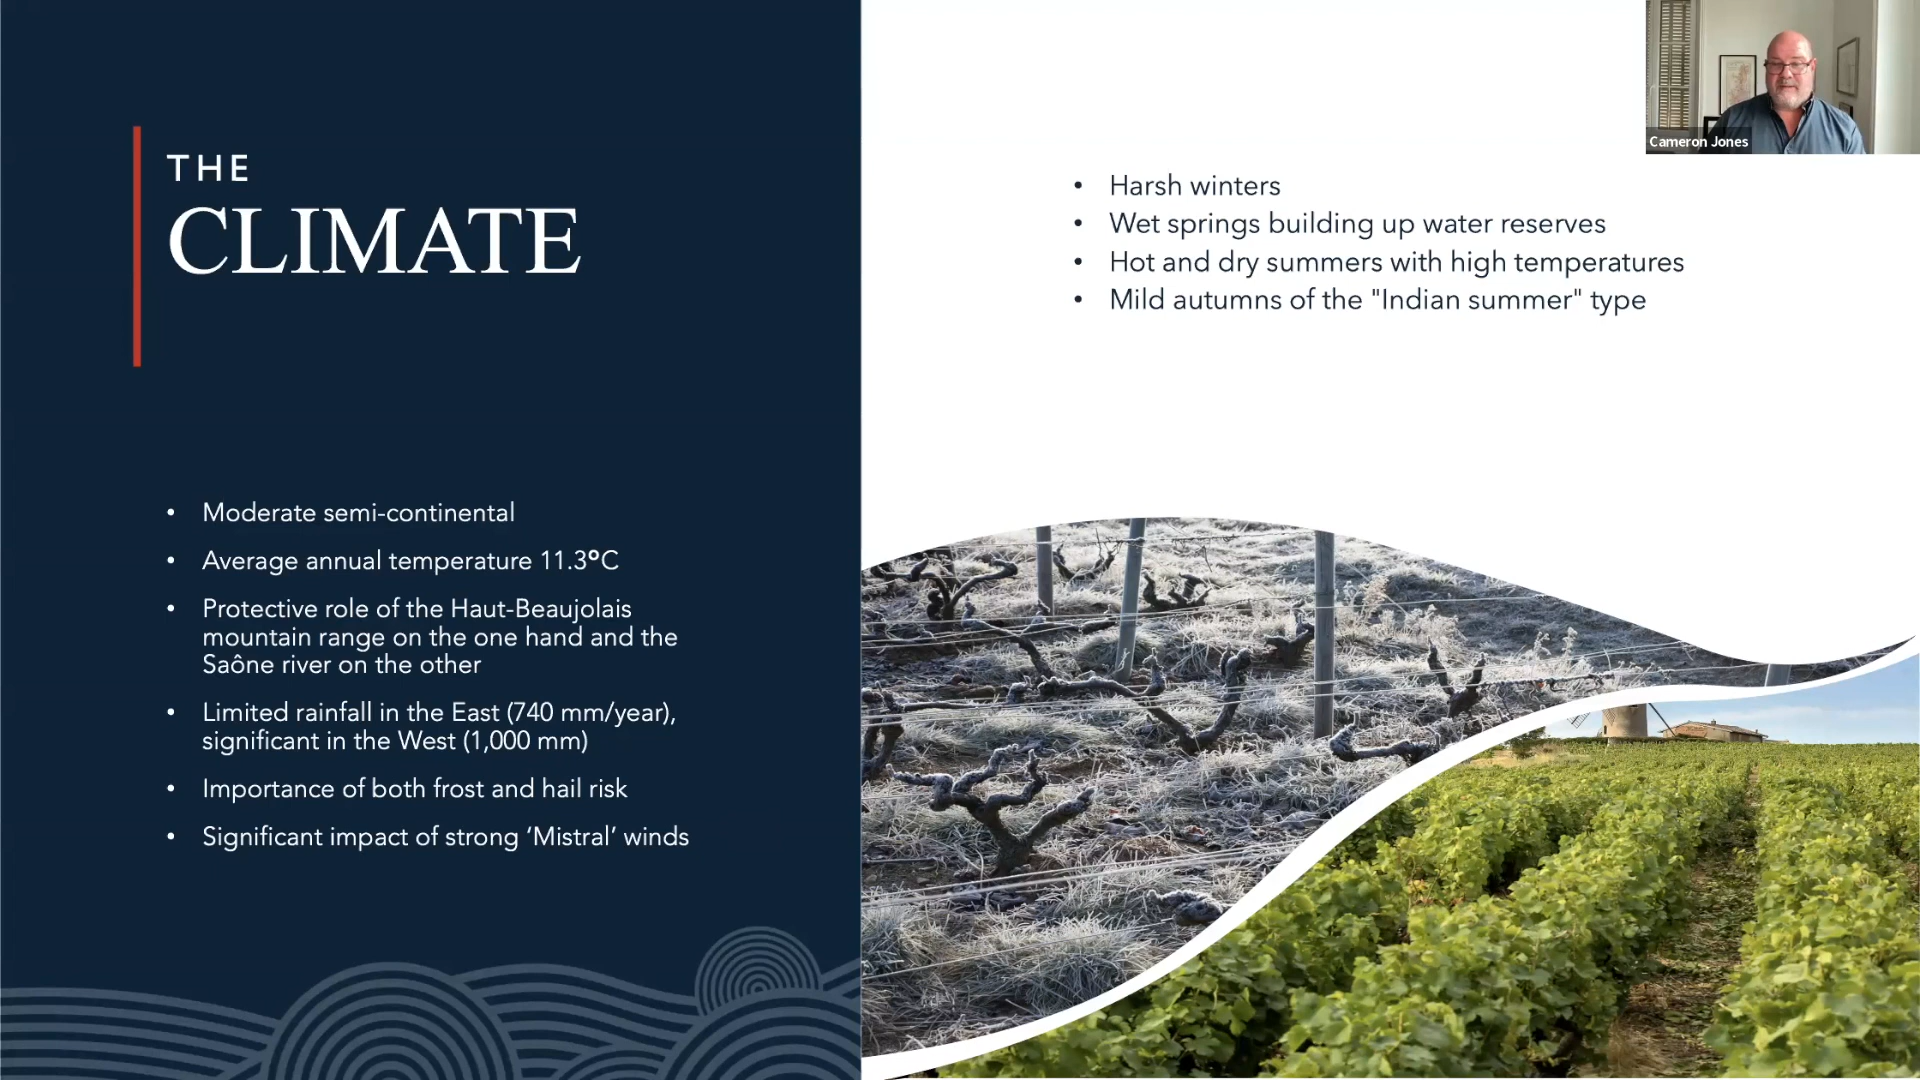 THE
CLIMATE
• Moderate semi-continental
• Average annual temperature 11.3ºC
• Protective role of the Haut-Beaujolais
mountain range on the one hand and the
Saône river on the other
• Limited rainfall in the East (740 mm/year),
significant in the West (1,000 mm)
• Importance of both frost and hail risk
• Significant impact of strong ‘Mistral’ winds
• Harsh winters
• Wet springs building up water reserves
• Hot and dry summers with high temperatures
• Mild autumns of the "Indian summer" type
Cameron Jones